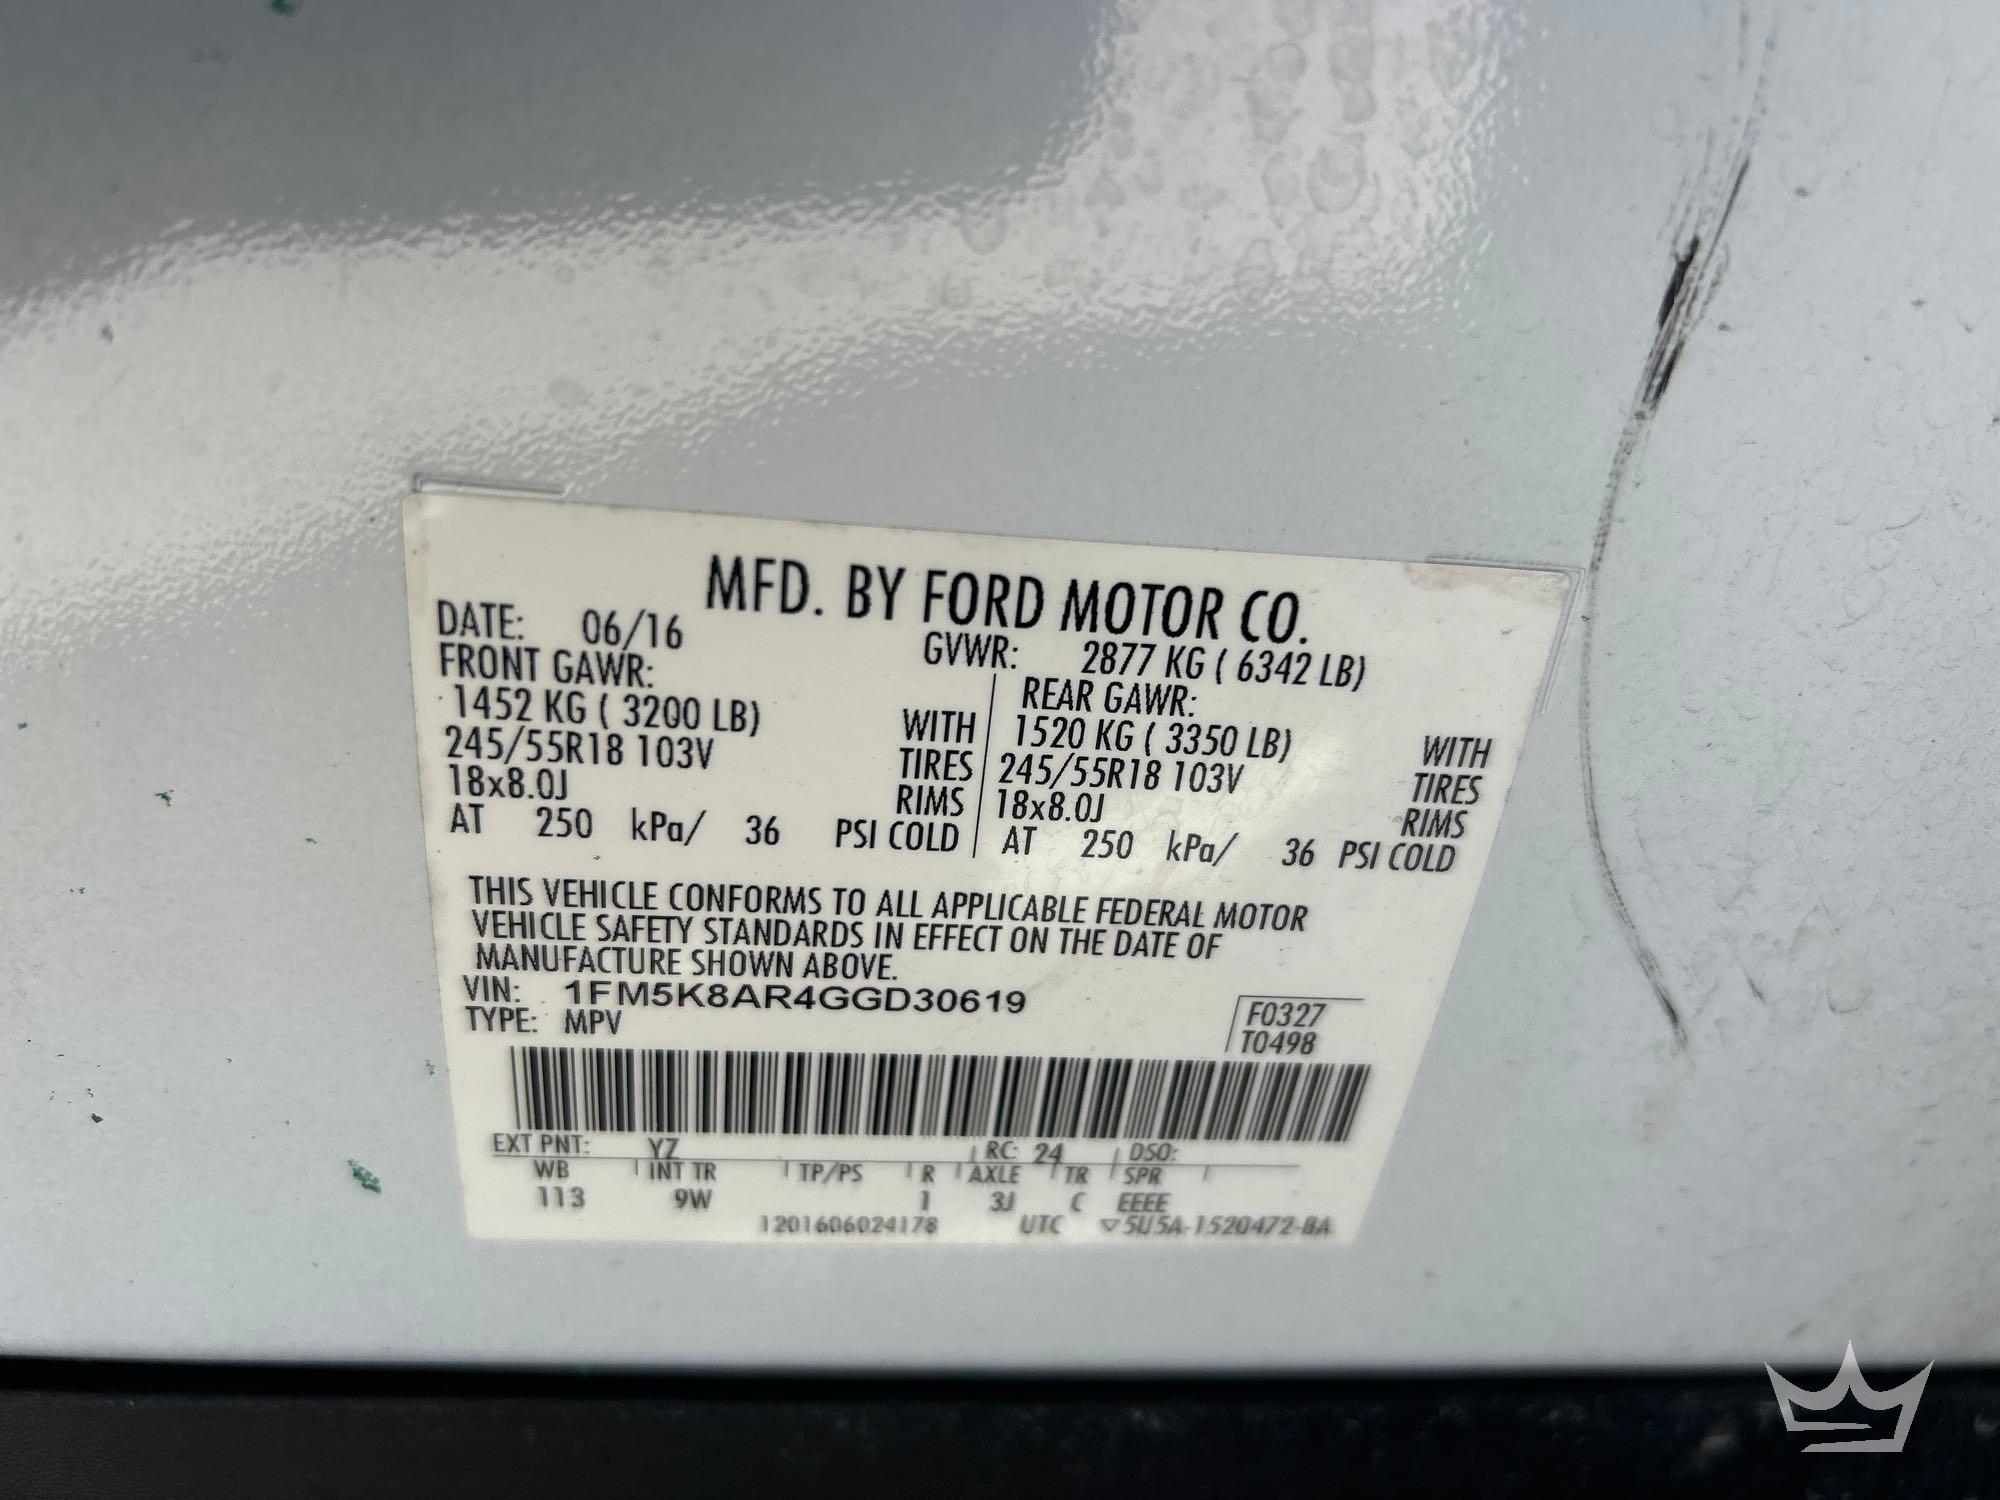 MFD. BY FORD MOTOR CO.
DATE: 06/16 GVWR: 2877 KG ( 6342 LB)
FRONT GAWR: REAR GAWR:
1452 KG ( 3200 LB) WITH 1520 KG ( 3350 LB) WITH
245/55R18 103V TIRES 245/55R18 103V TIRES
18x8.0J RIMS 18x8.0J RIMS
AT 250 kPa/ 36 PSI COLD AT 250 kPa/ 36 PSI COLD
THIS VEHICLE CONFORMS TO ALL APPLICABLE FEDERAL MOTOR
VEHICLE SAFETY STANDARDS IN EFFECT ON THE DATE OF
MANUFACTURE SHOWN ABOVE.
VIN: 1FM5K8AR4GGD30619
TYPE: MPV
F0327
T0498
EXT PNT: YZ RC: 24 DSO:
WB INT TR TP/PS R AXLE TR SPR
113 9W 1 3J C EEEE
1201606024178 UTC ▽5U5A-1520472-BA